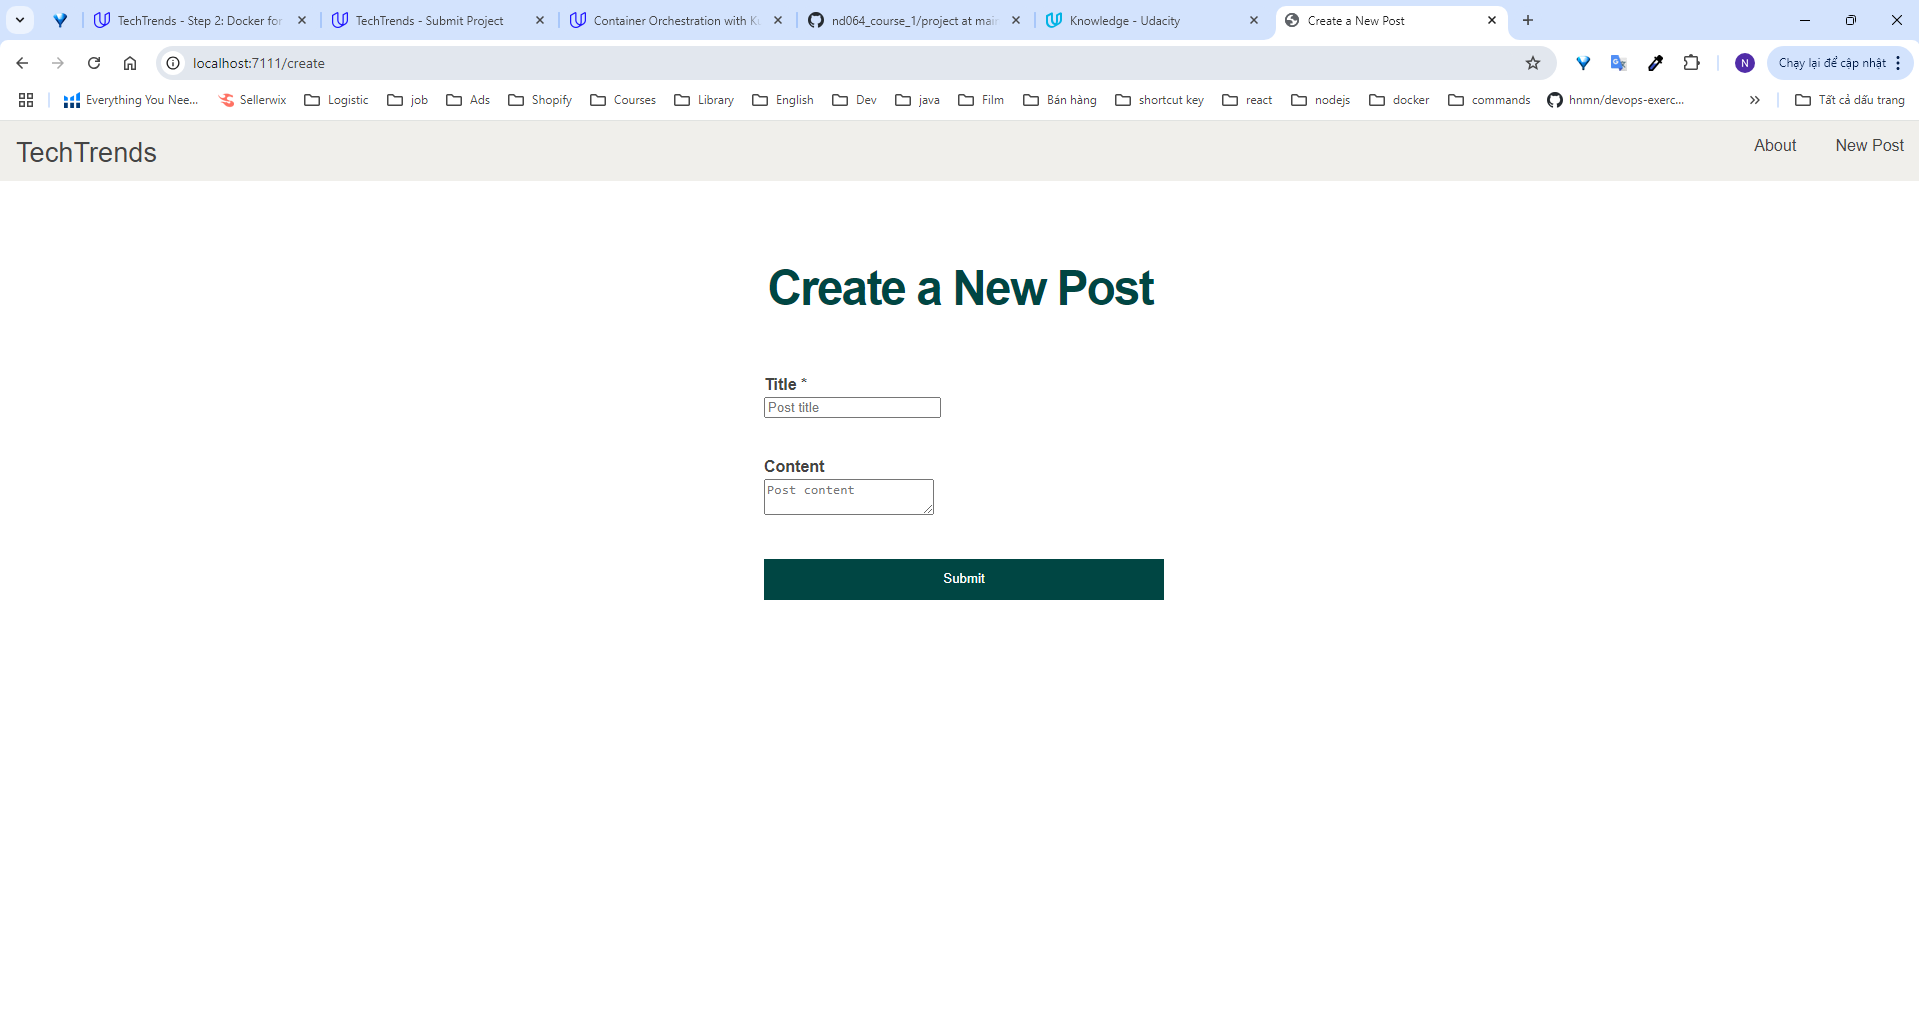 TechTrends - Step 2: Docker for
TechTrends - Submit Project
Container Orchestration with Ku
nd064_course_1/project at main
Knowledge - Udacity
Create a New Post
localhost:7111/create
N
Chạy lại để cập nhật
Everything You Nee...
Sellerwix
Logistic
job
Ads
Shopify
Courses
Library
English
Dev
java
Film
Bán hàng
shortcut key
react
nodejs
docker
commands
hnmn/devops-exerc...
Tất cả dấu trang
TechTrends
About
New Post
Create a New Post
Title *
Post title
Content
Post content
Submit